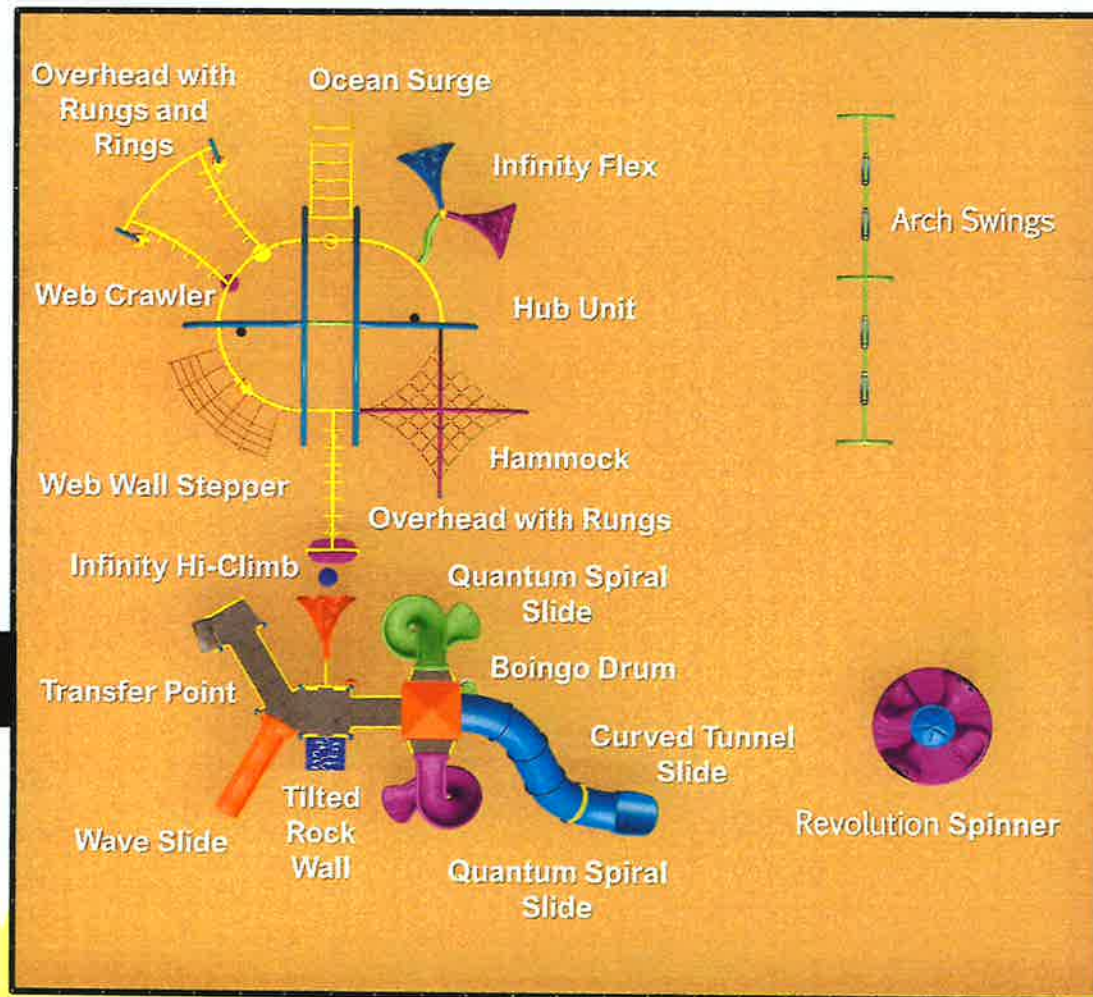 Overhead with
Rungs and
Rings
Ocean Surge
Infinity Flex
Arch Swings
Web Crawler
Hub Unit
Hammock
Web Wall Stepper
Overhead with Rungs
Infinity Hi-Climb
Quantum Spiral
Slide
Boingo Drum
Transfer Point
Curved Tunnel
Slide
Tilted
Rock
Wall
Wave Slide
Revolution Spinner
Quantum Spiral
Slide